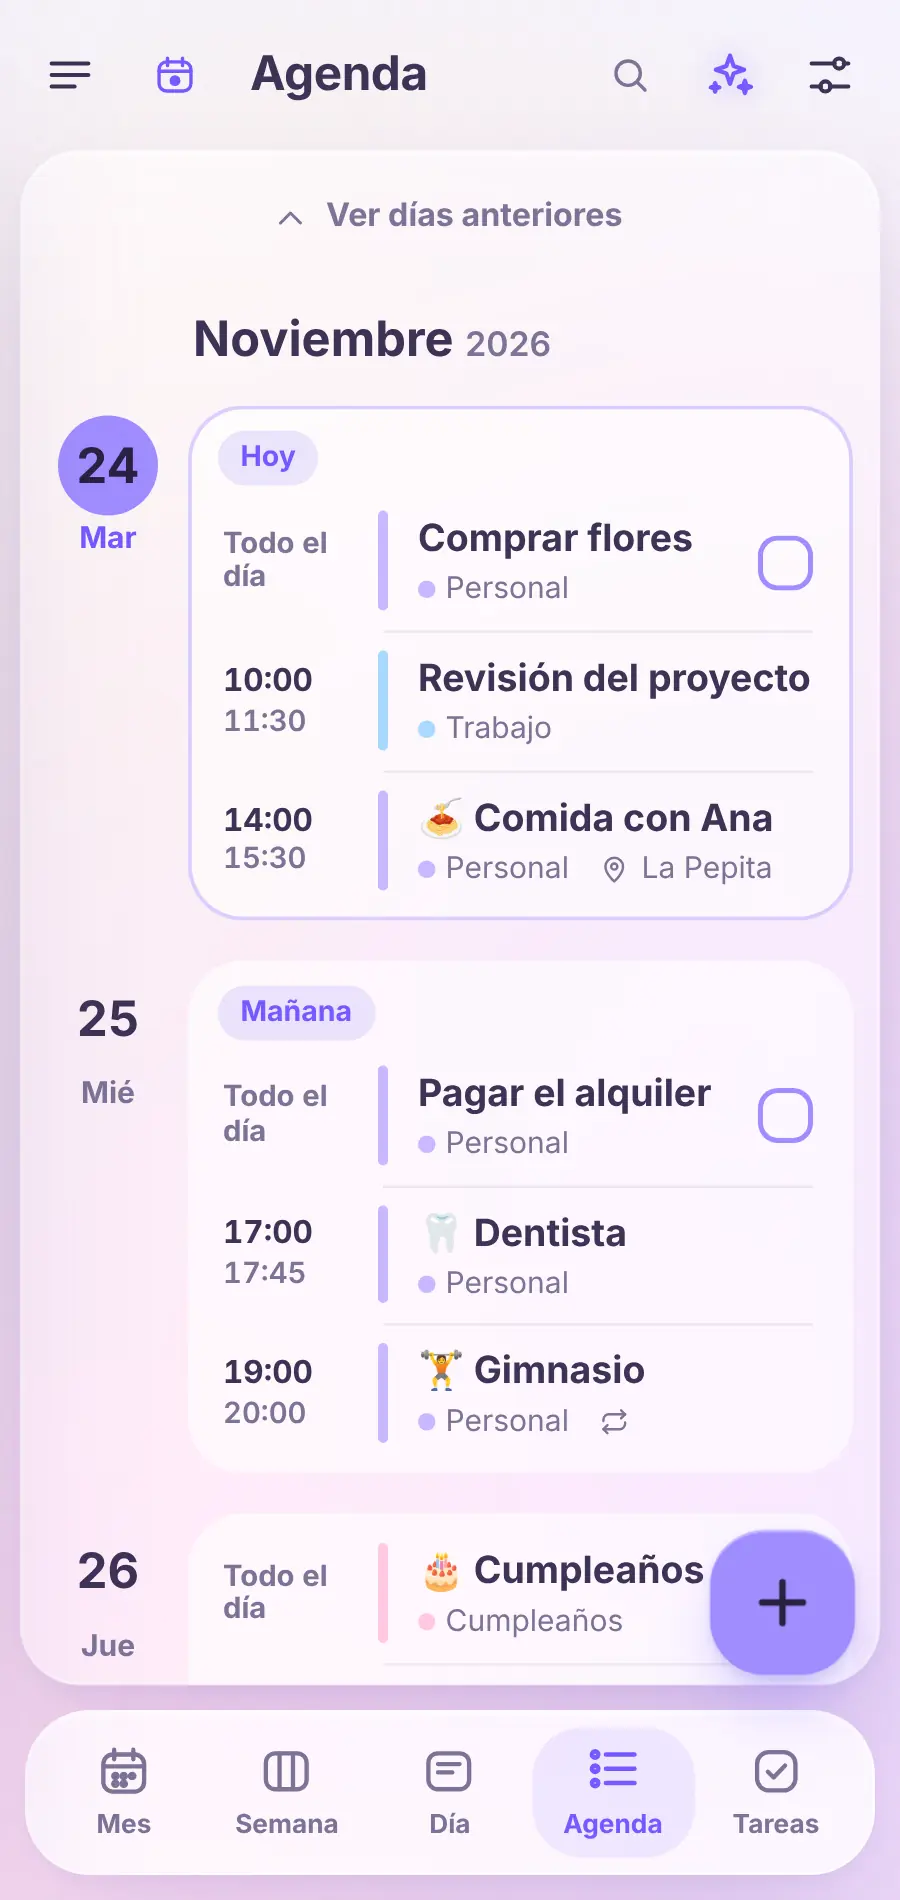 Agenda
Ver días anteriores
Noviembre 2026
24
Mar
Hoy
Todo el
día
Comprar flores
Personal
10:00
11:30
Revisión del proyecto
Trabajo
14:00
15:30
Comida con Ana
Personal
La Pepita
25
Mié
Mañana
Todo el
día
Pagar el alquiler
Personal
17:00
17:45
Dentista
Personal
19:00
20:00
Gimnasio
Personal
26
Jue
Todo el
día
Cumpleaños
Cumpleaños
Mes
Semana
Día
Agenda
Tareas